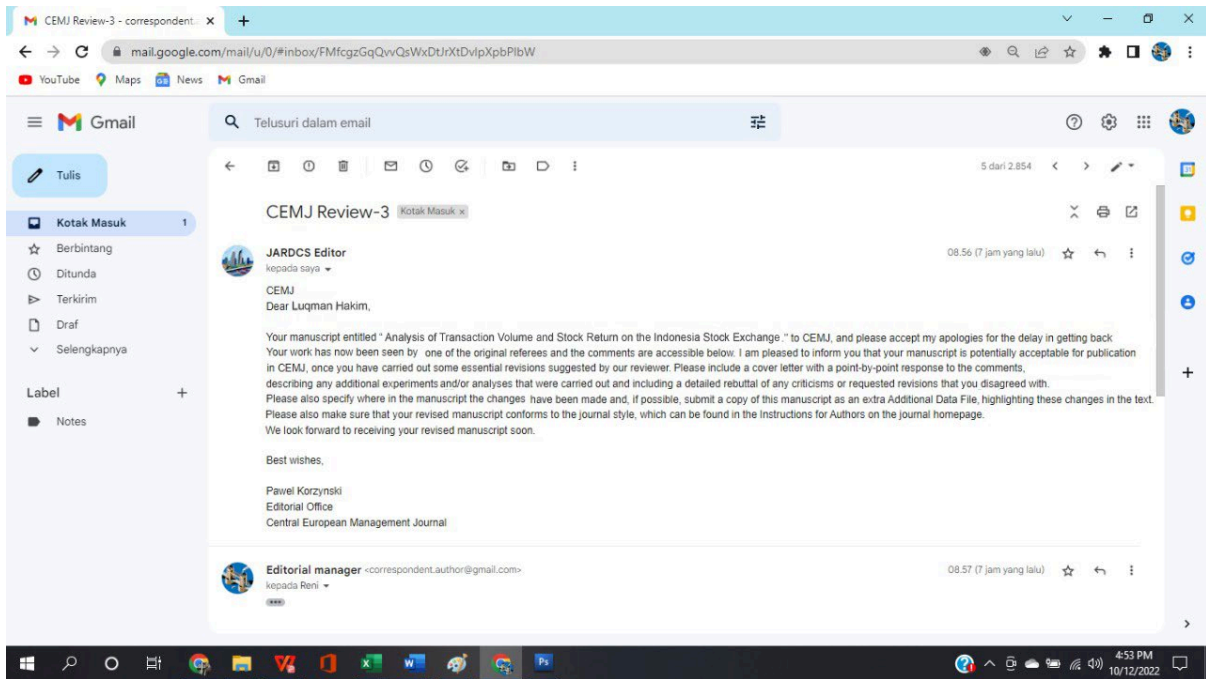 CEMJ Review-3 - correspondent
mail.google.com/mail/u/0/#inbox/FMfcgzGqQvvQsWxDtJrXtDvlpXpbPlbW
YouTube Maps News Gmail
Gmail
Telusuri dalam email
Tulis
5 dari 2.854
Kotak Masuk 1
Berbintang
Ditunda
Terkirim
Draf
Selengkapnya
Label
Notes
CEMJ Review-3 Kotak Masuk x
JARDCS Editor 08.56 (7 jam yang lalu)
kepada saya
CEMJ
Dear Luqman Hakim,
Your manuscript entitled " Analysis of Transaction Volume and Stock Return on the Indonesia Stock Exchange ." to CEMJ, and please accept my apologies for the delay in getting back
Your work has now been seen by one of the original referees and the comments are accessible below. I am pleased to inform you that your manuscript is potentially acceptable for publication
in CEMJ, once you have carried out some essential revisions suggested by our reviewer. Please include a cover letter with a point-by-point response to the comments,
describing any additional experiments and/or analyses that were carried out and including a detailed rebuttal of any criticisms or requested revisions that you disagreed with.
Please also specify where in the manuscript the changes have been made and, if possible, submit a copy of this manuscript as an extra Additional Data File, highlighting these changes in the text.
Please also make sure that your revised manuscript conforms to the journal style, which can be found in the Instructions for Authors on the journal homepage.
We look forward to receiving your revised manuscript soon.
Best wishes,
Pawel Korzynski
Editorial Office
Central European Management Journal
Editorial manager <correspondent.author@gmail.com> 08.57 (7 jam yang lalu)
kepada Reni
4:53 PM
10/12/2022